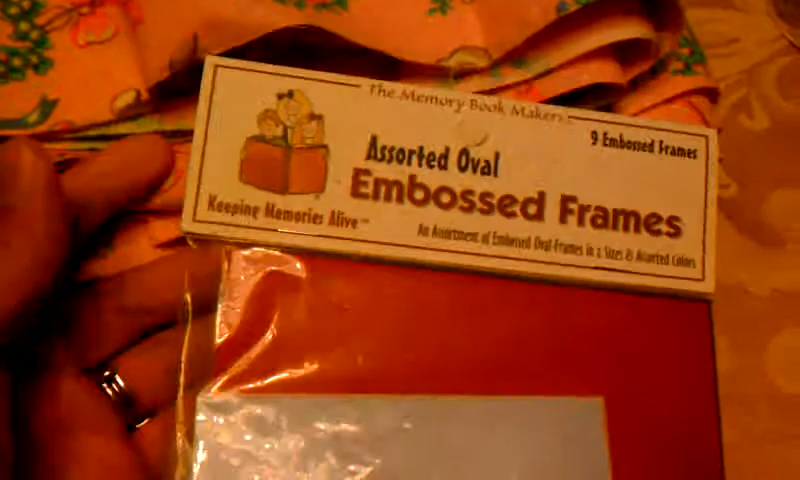 The Memory Book Makers
9 Embossed Frames
Assorted Oval
Embossed Frames
Keeping Memories Alive™
An Assortment of Embossed Oval Frames in 2 Sizes & Assorted Colors